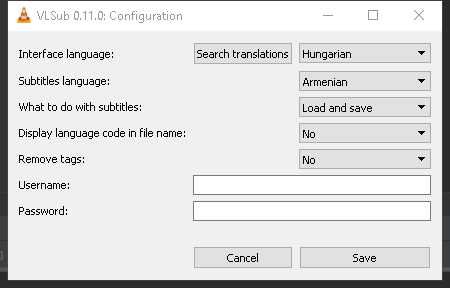 VLSub 0.11.0: Configuration
Interface language: Search translations Hungarian
Subtitles language: Armenian
What to do with subtitles: Load and save
Display language code in file name: No
Remove tags: No
Username:
Password:
Cancel Save